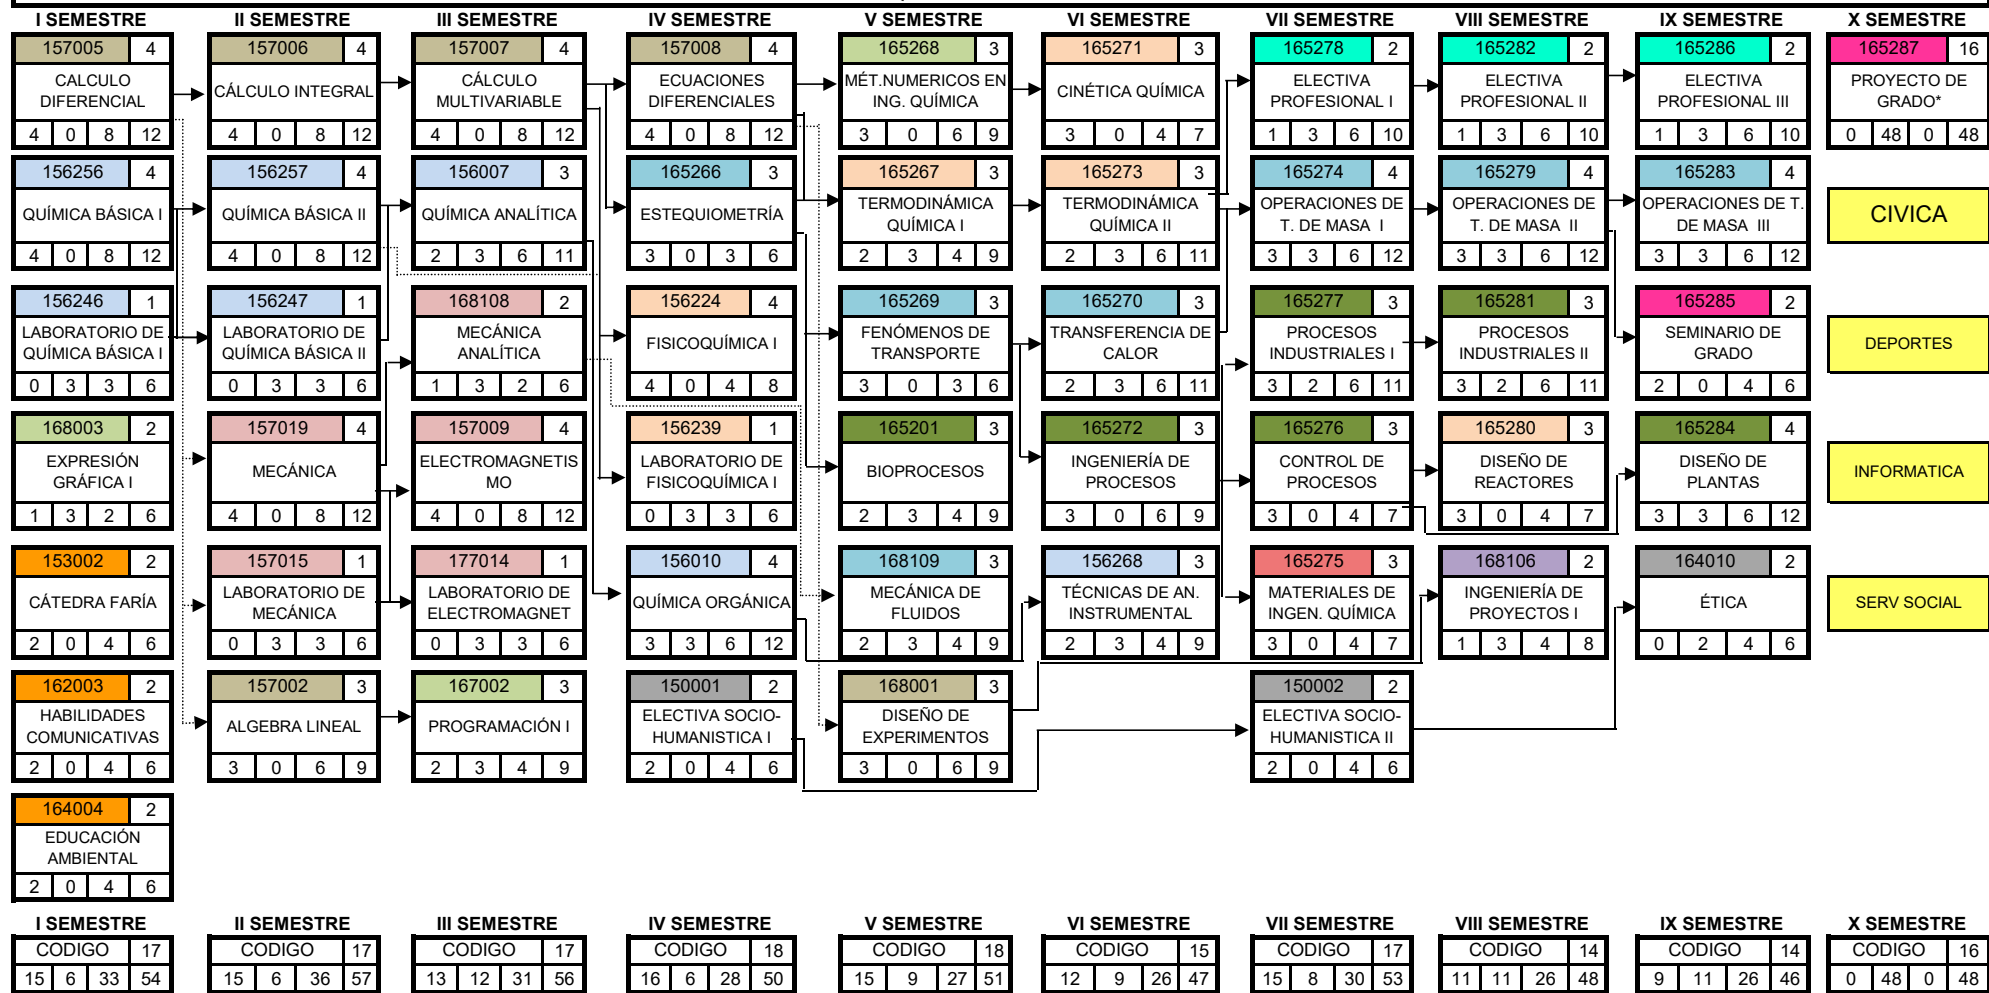 I SEMESTRE II SEMESTRE III SEMESTRE IV SEMESTRE V SEMESTRE VI SEMESTRE VII SEMESTRE VIII SEMESTRE IX SEMESTRE X SEMESTRE
157005 4 157006 4 157007 4 157008 4 165268 3 165271 3 165278 2 165282 2 165286 2 165287 16
CALCULO DIFERENCIAL
CÁLCULO INTEGRAL
CÁLCULO MULTIVARIABLE
ECUACIONES DIFERENCIALES
MÉT.NUMERICOS EN ING. QUÍMICA
CINÉTICA QUÍMICA
ELECTIVA PROFESIONAL I
ELECTIVA PROFESIONAL II
ELECTIVA PROFESIONAL III
PROYECTO DE GRADO*
4 0 8 12 4 0 8 12 4 0 8 12 4 0 8 12 3 0 6 9 3 0 4 7 1 3 6 10 1 3 6 10 1 3 6 10 0 48 0 48
156256 4 156257 4 156007 3 165266 3 165267 3 165273 3 165274 4 165279 4 165283 4
QUÍMICA BÁSICA I
QUÍMICA BÁSICA II
QUÍMICA ANALÍTICA
ESTEQUIOMETRÍA
TERMODINÁMICA QUÍMICA I
TERMODINÁMICA QUÍMICA II
OPERACIONES DE T. DE MASA I
OPERACIONES DE T. DE MASA II
OPERACIONES DE T. DE MASA III
CIVICA
4 0 8 12 4 0 8 12 2 3 6 11 3 0 3 6 2 3 4 9 2 3 6 11 3 3 6 12 3 3 6 12 3 3 6 12
156246 1 156247 1 168108 2 156224 4 165269 3 165270 3 165277 3 165281 3 165285 2
LABORATORIO DE QUÍMICA BÁSICA I
LABORATORIO DE QUÍMICA BÁSICA II
MECÁNICA ANALÍTICA
FISICOQUÍMICA I
FENÓMENOS DE TRANSPORTE
TRANSFERENCIA DE CALOR
PROCESOS INDUSTRIALES I
PROCESOS INDUSTRIALES II
SEMINARIO DE GRADO
DEPORTES
0 3 3 6 0 3 3 6 1 3 2 6 4 0 4 8 3 0 3 6 2 3 6 11 3 2 6 11 3 2 6 11 2 0 4 6
168003 2 157019 4 157009 4 156239 1 165201 3 165272 3 165276 3 165280 3 165284 4
EXPRESIÓN GRÁFICA I
MECÁNICA
ELECTROMAGNETIS MO
LABORATORIO DE FISICOQUÍMICA I
BIOPROCESOS
INGENIERÍA DE PROCESOS
CONTROL DE PROCESOS
DISEÑO DE REACTORES
DISEÑO DE PLANTAS
INFORMATICA
1 3 2 6 4 0 8 12 4 0 8 12 0 3 3 6 2 3 4 9 3 0 6 9 3 0 4 7 3 0 4 7 3 3 6 12
153002 2 157015 1 177014 1 156010 4 168109 3 156268 3 165275 3 168106 2 164010 2
CÁTEDRA FARÍA
LABORATORIO DE MECÁNICA
LABORATORIO DE ELECTROMAGNET
QUÍMICA ORGÁNICA
MECÁNICA DE FLUIDOS
TÉCNICAS DE AN. INSTRUMENTAL
MATERIALES DE INGEN. QUÍMICA
INGENIERÍA DE PROYECTOS I
ÉTICA
SERV SOCIAL
2 0 4 6 0 3 3 6 0 3 3 6 3 3 6 12 2 3 4 9 2 3 4 9 3 0 4 7 1 3 4 8 0 2 4 6
162003 2 157002 3 167002 3 150001 2 168001 3 150002 2
HABILIDADES COMUNICATIVAS
ALGEBRA LINEAL
PROGRAMACIÓN I
ELECTIVA SOCIO-HUMANISTICA I
DISEÑO DE EXPERIMENTOS
ELECTIVA SOCIO-HUMANISTICA II
2 0 4 6 3 0 6 9 2 3 4 9 2 0 4 6 3 0 6 9 2 0 4 6
164004 2
EDUCACIÓN AMBIENTAL
2 0 4 6
I SEMESTRE II SEMESTRE III SEMESTRE IV SEMESTRE V SEMESTRE VI SEMESTRE VII SEMESTRE VIII SEMESTRE IX SEMESTRE X SEMESTRE
CODIGO 17 CODIGO 17 CODIGO 17 CODIGO 18 CODIGO 18 CODIGO 15 CODIGO 17 CODIGO 14 CODIGO 14 CODIGO 16
15 6 33 54 15 6 36 57 13 12 31 56 16 6 28 50 15 9 27 51 12 9 26 47 15 8 30 53 11 11 26 48 9 11 26 46 0 48 0 48